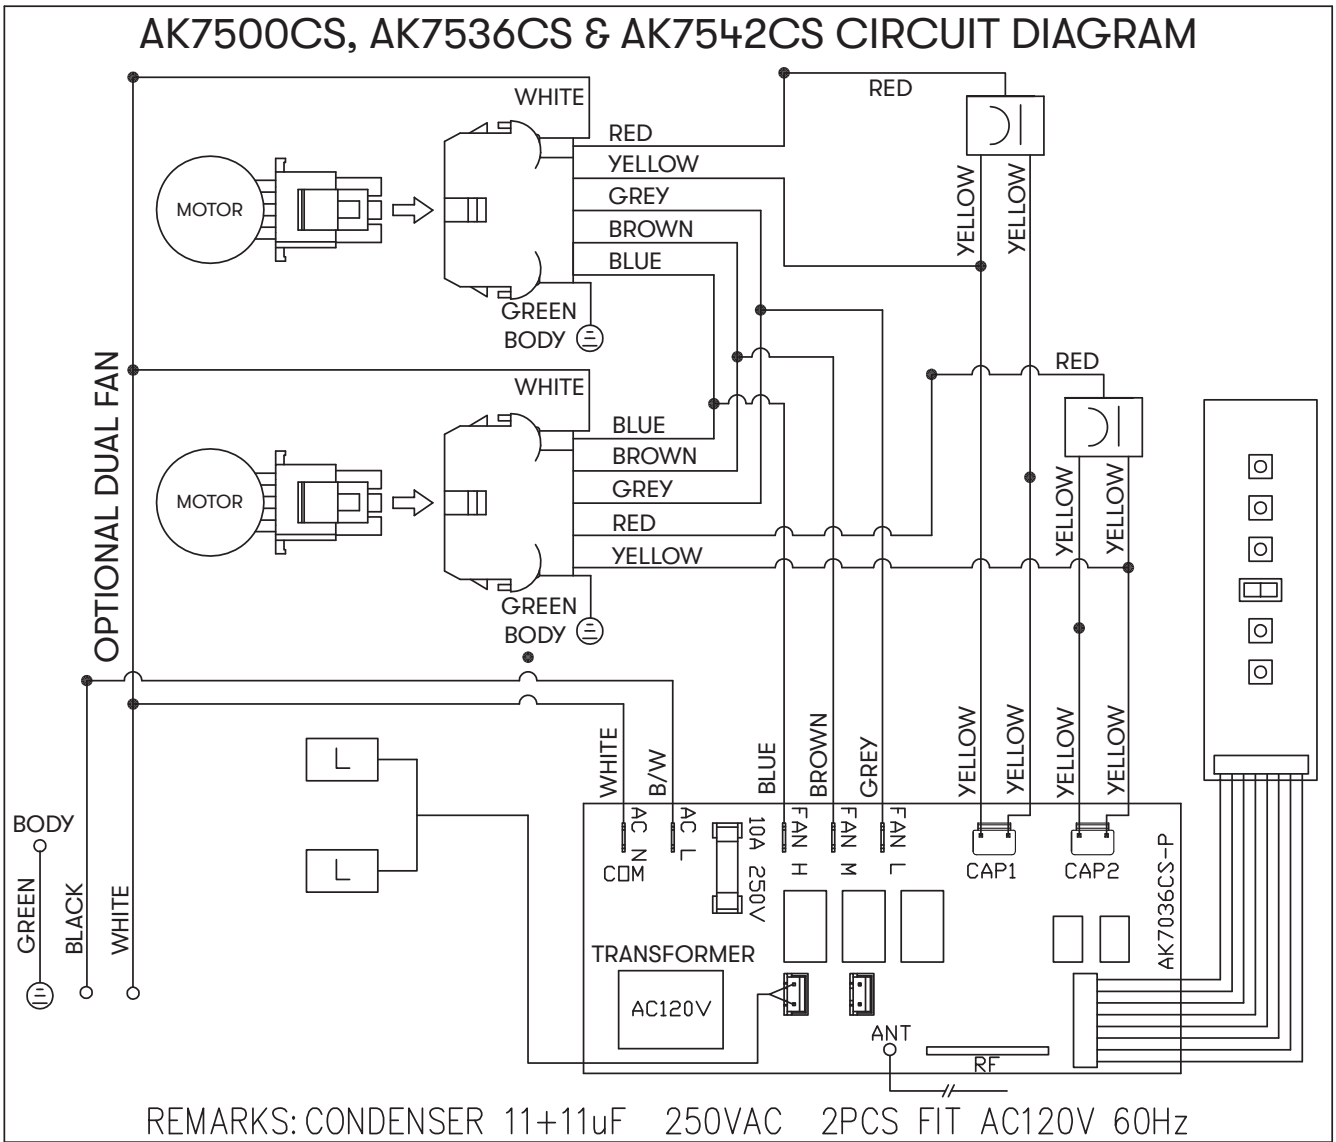 AK7500CS, AK7536CS & AK7542CS CIRCUIT DIAGRAM
WHITE
RED
RED
YELLOW
GREY
BROWN
BLUE
MOTOR
YELLOW
YELLOW
GREEN
BODY
OPTIONAL DUAL FAN
WHITE
RED
BLUE
BROWN
GREY
RED
YELLOW
MOTOR
YELLOW
YELLOW
GREEN
BODY
WHITE
B/W
BLUE
BROWN
GREY
YELLOW
YELLOW
YELLOW
YELLOW
L
L
BODY
GREEN
BLACK
WHITE
AC N
COM
AC L
10A 250V
FAN H
FAN M
FAN L
CAP1
CAP2
AK7036CS-P
TRANSFORMER
AC120V
ANT
RF
REMARKS: CONDENSER 11+11uF 250VAC 2PCS FIT AC120V 60Hz